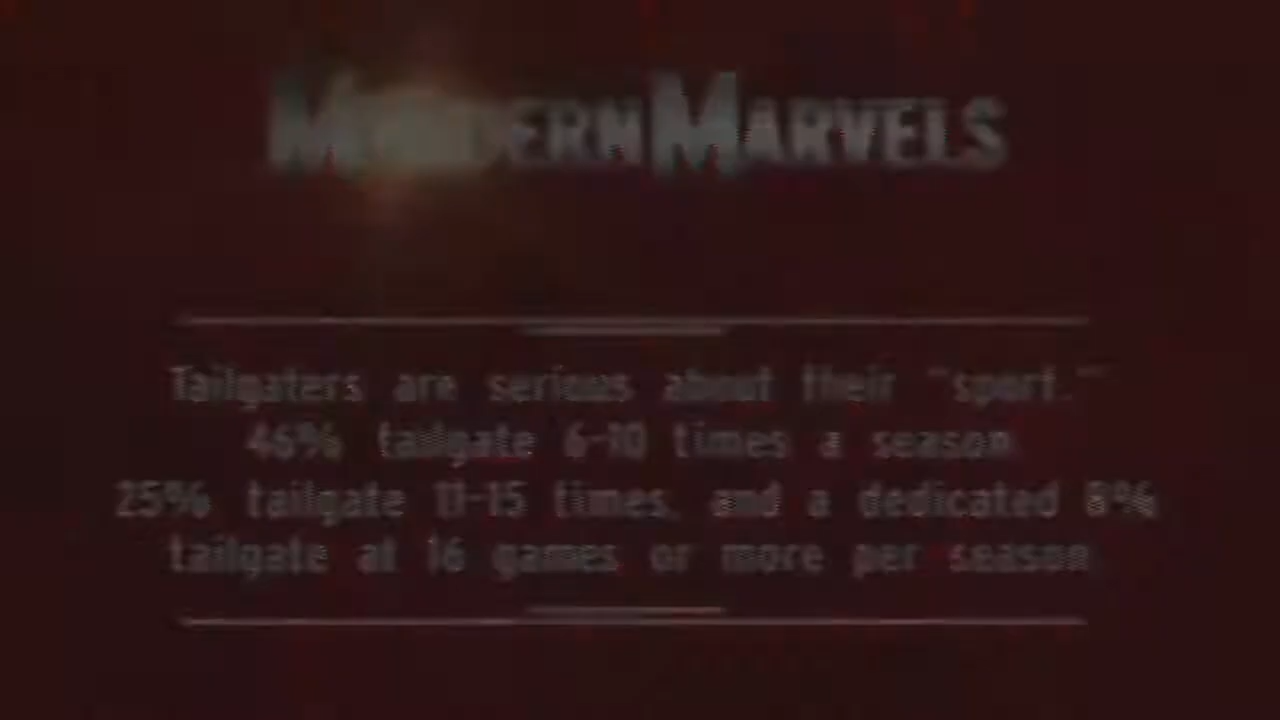 MODERN MARVELS
Tailgaters are serious about their "sport."
46% tailgate 6-10 times a season.
25% tailgate 11-15 times, and a dedicated 8%
tailgate at 16 games or more per season.